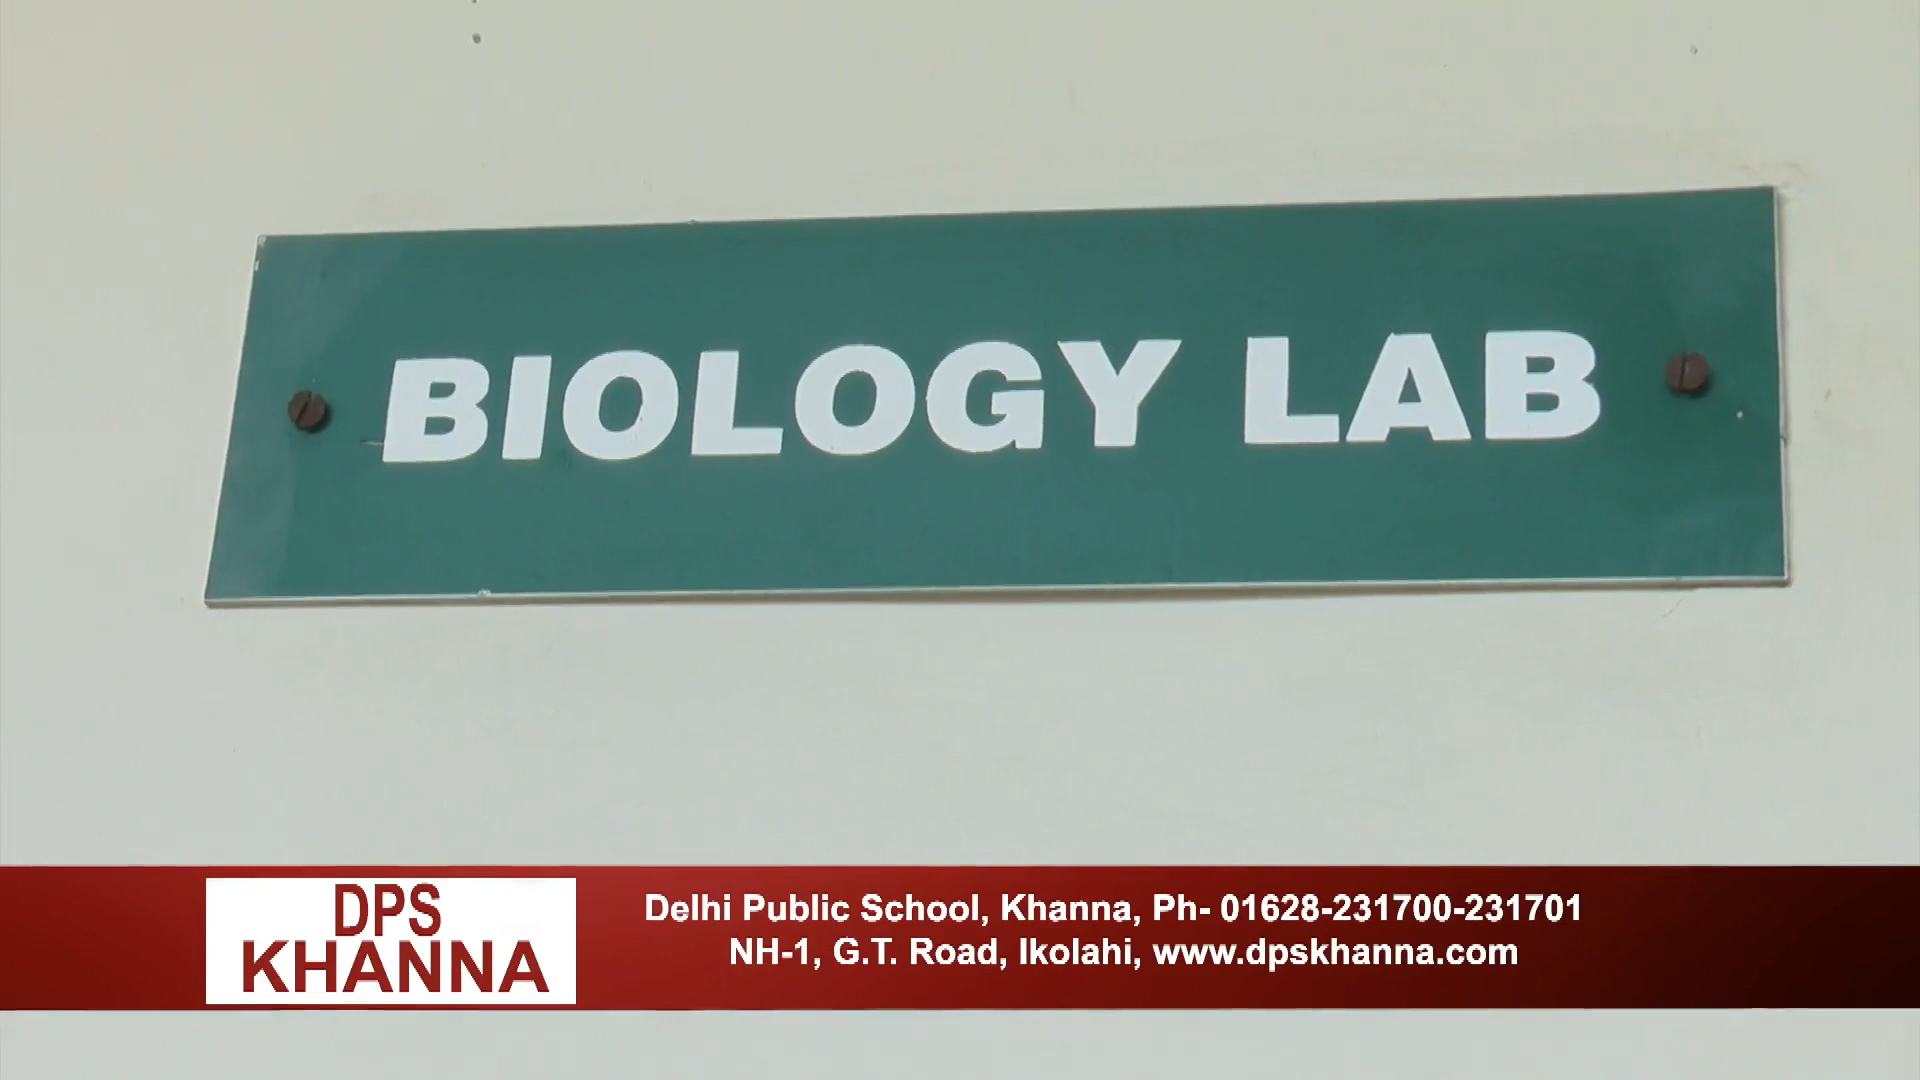 BIOLOGY LAB
DPS
KHANNA
Delhi Public School, Khanna, Ph- 01628-231700-231701
NH-1, G.T. Road, Ikolahi, www.dpskhanna.com